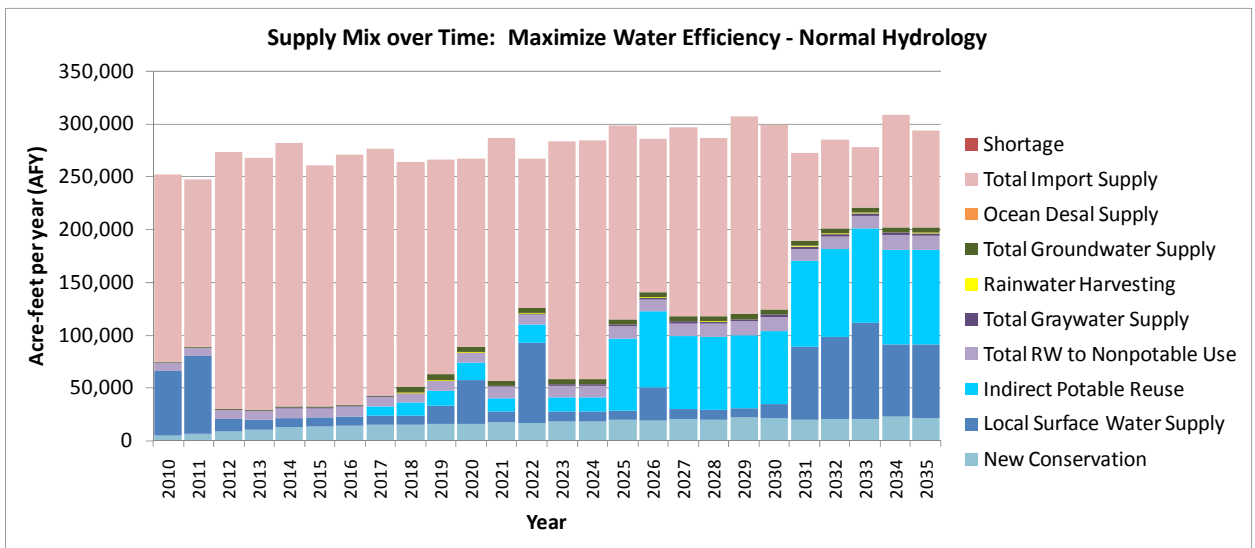 Supply Mix over Time:  Maximize Water Efficiency - Normal Hydrology
Acre-feet per year (AFY)
350,000
300,000
250,000
200,000
150,000
100,000
50,000
0
2010
2011
2012
2013
2014
2015
2016
2017
2018
2019
2020
2021
2022
2023
2024
2025
2026
2027
2028
2029
2030
2031
2032
2033
2034
2035
Year
Shortage
Total Import Supply
Ocean Desal Supply
Total Groundwater Supply
Rainwater Harvesting
Total Graywater Supply
Total RW to Nonpotable Use
Indirect Potable Reuse
Local Surface Water Supply
New Conservation